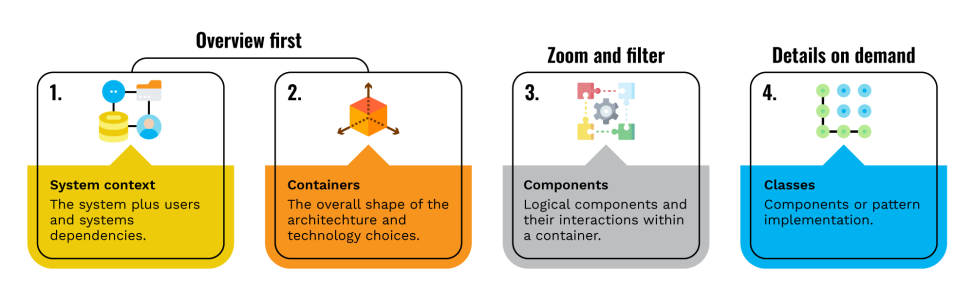 Overview first
Zoom and filter
Details on demand
1.
2.
3.
4.
System context
The system plus users
and systems
dependencies.
Containers
The overall shape of the
architechture and
technology choices.
Components
Logical components and
their interactions within
a container.
Classes
Components or pattern
implementation.